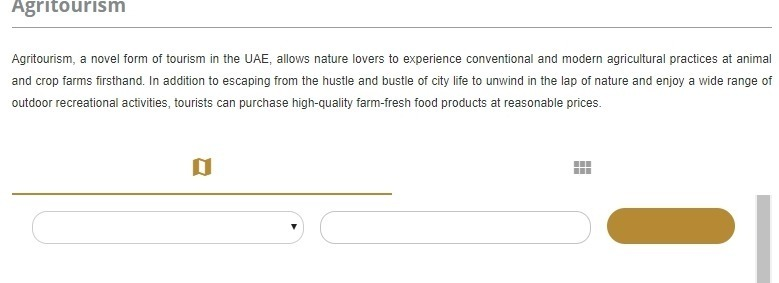 Agritourism
Agritourism, a novel form of tourism in the UAE, allows nature lovers to experience conventional and modern agricultural practices at animal
and crop farms firsthand. In addition to escaping from the hustle and bustle of city life to unwind in the lap of nature and enjoy a wide range of
outdoor recreational activities, tourists can purchase high-quality farm-fresh food products at reasonable prices.